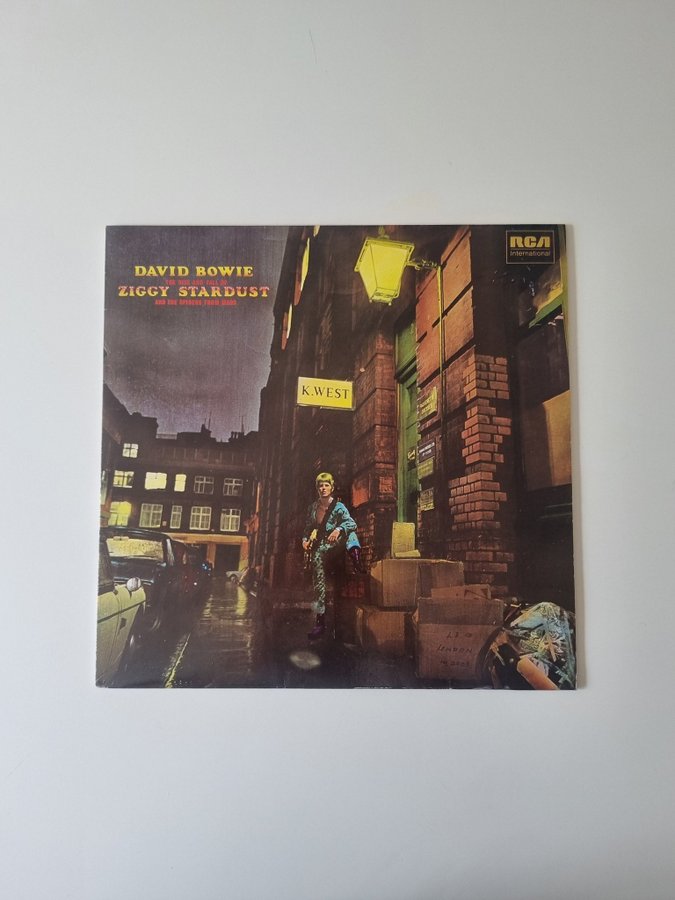 DAVID BOWIE
THE RISE AND FALL OF
ZIGGY STARDUST
AND THE SPIDERS FROM MARS
RCA
International
K.WEST